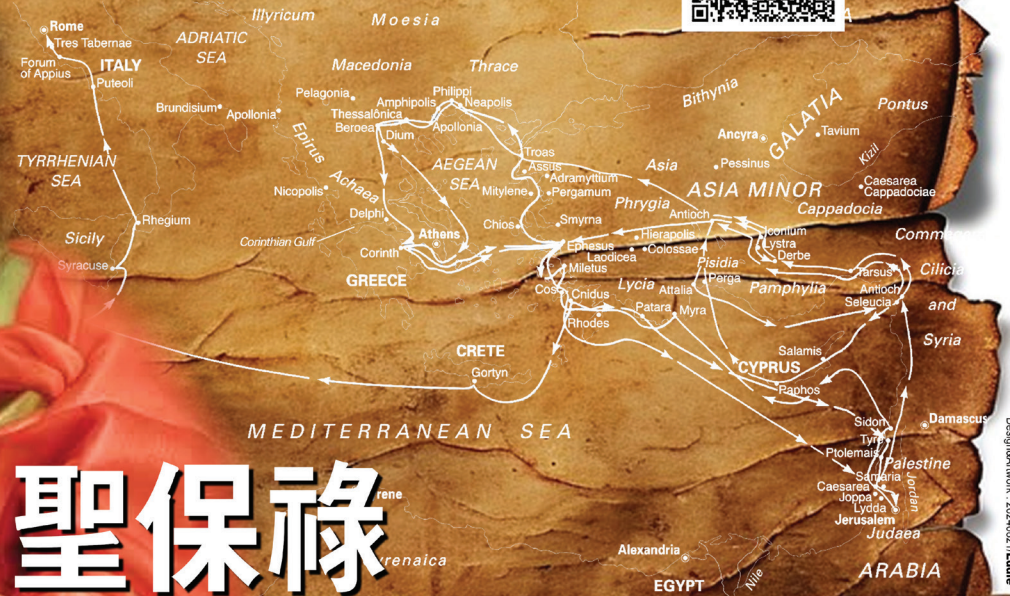 Illyricum
Moesia
Rome
Tres Tabernae
ADRIATIC
SEA
Forum
of Appius
ITALY
Puteoli
Macedonia
Thrace
Pelagonia
Philippi
Amphipolis
Neapolis
Brundisium
Apollonia
Thessalônica
Beroea
Apollonia
Dium
Bithynia
GALATIA
Pontus
Ancyra
Tavium
Kizil
Epirus
Troas
Assus
Adramyttium
AEGEAN
SEA
Asia
Pessinus
TYRRHENIAN
SEA
Achaea
Nicopolis
Mitylene
Pergamum
ASIA MINOR
Caesarea
Cappadociae
Phrygia
Cappadocia
Delphi
Antioch
Rhegium
Chios
Smyrna
Sicily
Corinthian Gulf
Athens
Hierapolis
Iconium
Corinth
Ephesus
Laodicea
Colossae
Lystra
Derbe
Syracuse
Miletus
Pisidia
Tarsus
Cilicia
GREECE
Cos
Cnidus
Lycia
Attalia
Perga
Pamphylia
Antioch
Seleucia
and
Patara
Myra
Rhodes
Syria
CRETE
Salamis
Gortyn
CYPRUS
Paphos
MEDITERRANEAN SEA
Sidon
Damascus
Tyre
Ptolemais
Palestine
Samaria
Caesarea
Jordan
Joppa
Lydda
Jerusalem
Judaea
聖保祿
Alexandria
EGYPT
Nile
ARABIA